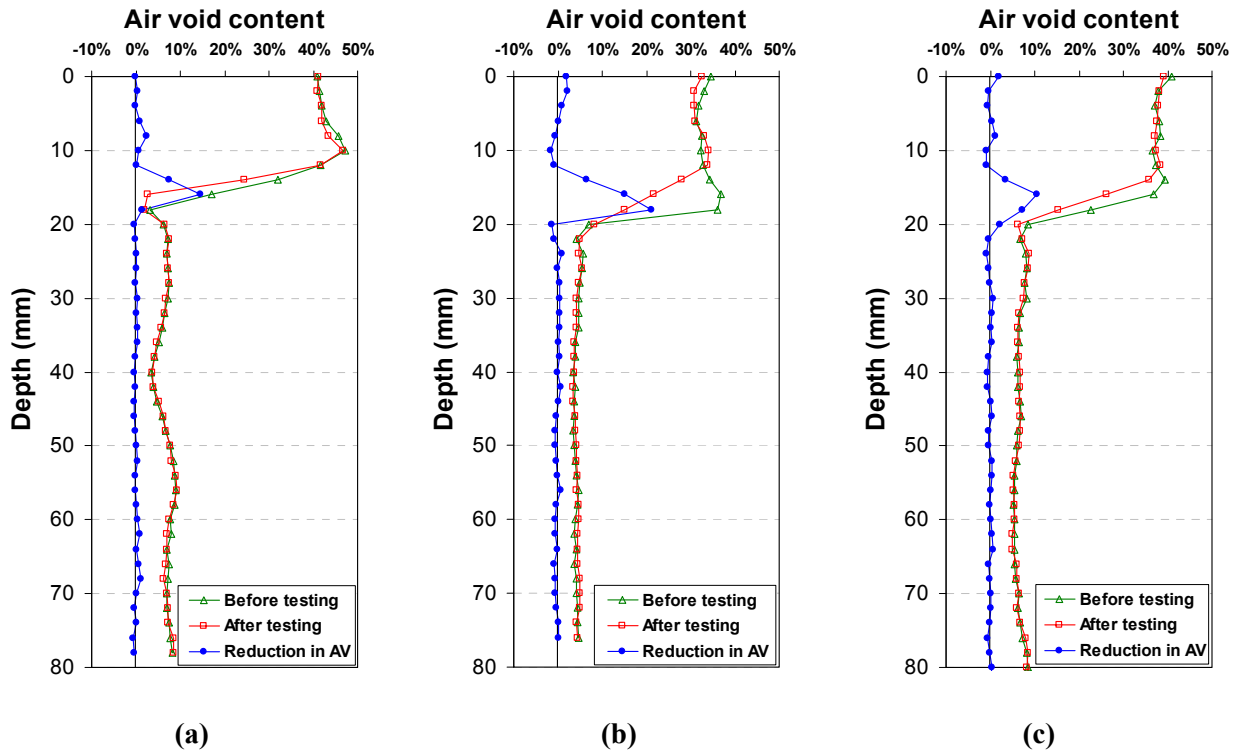 Air void content
-10% 0% 10% 20% 30% 40% 50%
0
10
20
30
40
50
60
70
80
Depth (mm)
Before testing
After testing
Reduction in AV
(a)
Air void content
-10% 0% 10% 20% 30% 40% 50%
0
10
20
30
40
50
60
70
80
Depth (mm)
Before testing
After testing
Reduction in AV
(b)
Air void content
-10% 0% 10% 20% 30% 40% 50%
0
10
20
30
40
50
60
70
80
Depth (mm)
Before testing
After testing
Reduction in AV
(c)